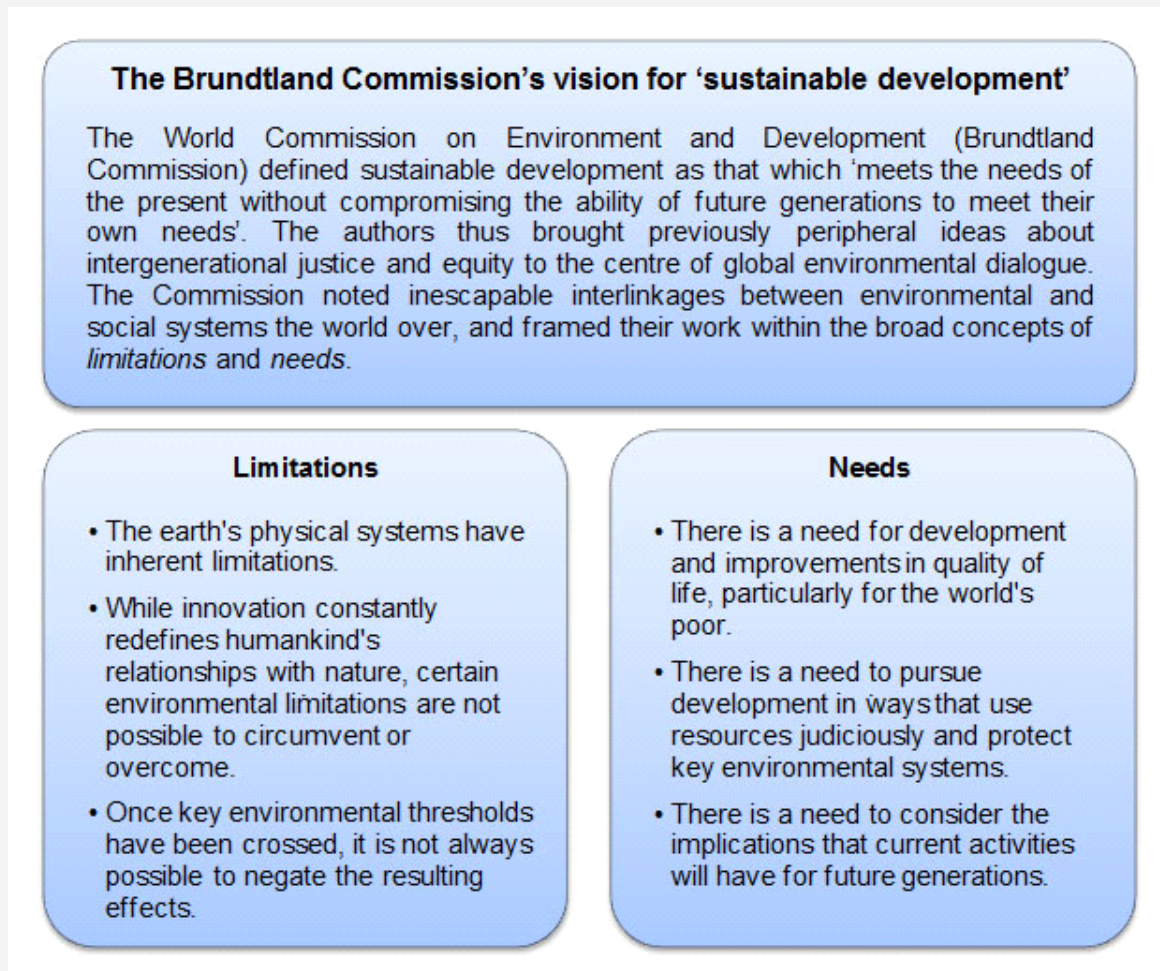 The Brundtland Commission’s vision for ‘sustainable development’
The World Commission on Environment and Development (Brundtland
Commission) defined sustainable development as that which ‘meets the needs of
the present without compromising the ability of future generations to meet their
own needs’. The authors thus brought previously peripheral ideas about
intergenerational justice and equity to the centre of global environmental dialogue.
The Commission noted inescapable interlinkages between environmental and
social systems the world over, and framed their work within the broad concepts of
limitations and needs.
Limitations
• The earth's physical systems have
inherent limitations.
• While innovation constantly
redefines humankind's
relationships with nature, certain
environmental limitations are not
possible to circumvent or
overcome.
• Once key environmental thresholds
have been crossed, it is not always
possible to negate the resulting
effects.
Needs
• There is a need for development
and improvements in quality of
life, particularly for the world's
poor.
• There is a need to pursue
development in ways that use
resources judiciously and protect
key environmental systems.
• There is a need to consider the
implications that current activities
will have for future generations.